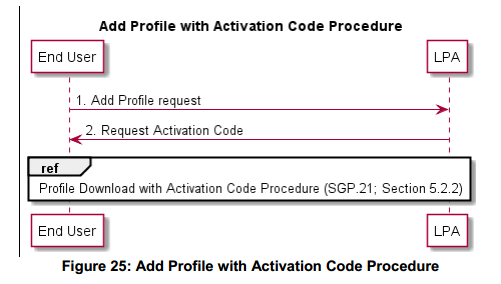 Add Profile with Activation Code Procedure
End User
LPA
1. Add Profile request
2. Request Activation Code
ref
Profile Download with Activation Code Procedure (SGP.21; Section 5.2.2)
End User
LPA
Figure 25: Add Profile with Activation Code Procedure